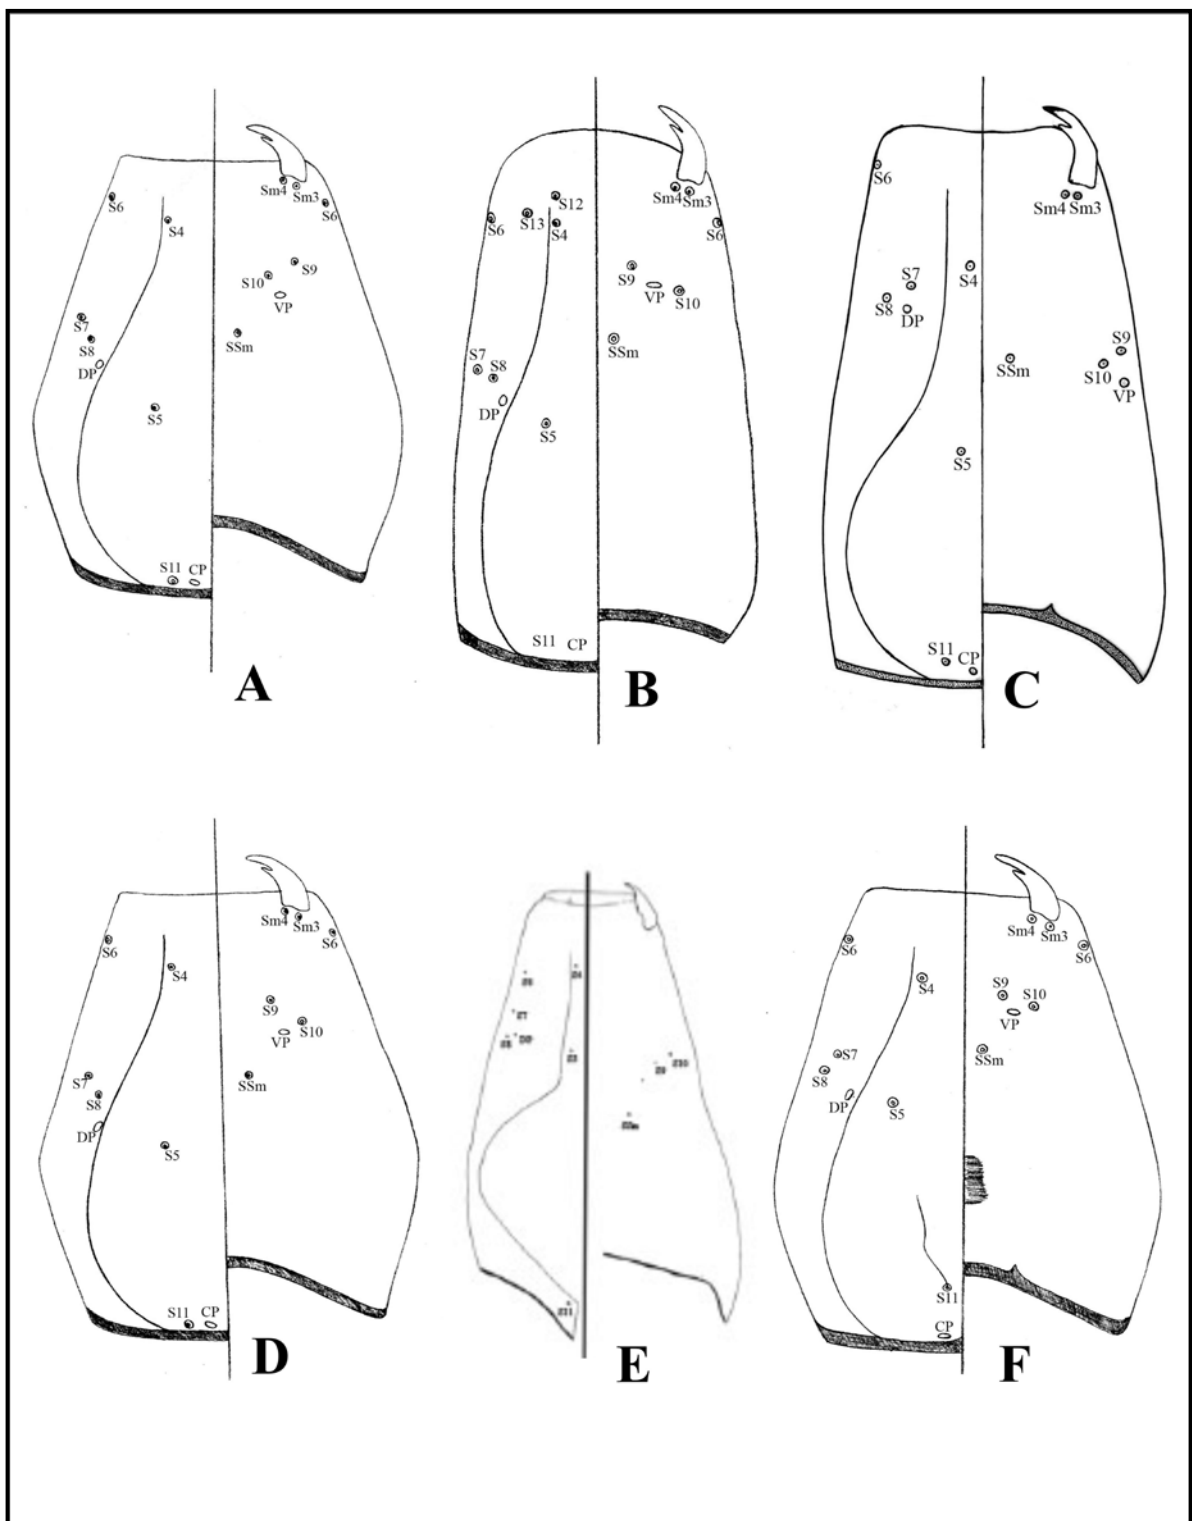 Sm4 Sm3
S6 S4 S6
S10 S9
VP
S7 S8 SSm
DP
S5
S11 CP
A
Sm4 Sm3
S12
S6 S13 S4 S6
S9
VP S10
SSm
S7 S8
DP
S5
S11 CP
B
S6
Sm4 Sm3
S4
S7
S8 DP
S9
SSm S10
VP
S5
S11 CP
C
Sm4 Sm3
S6 S6
S4
S9
VP S10
S7 SSm
S8
DP
S5
S11 CP
D
E
Sm4 Sm3
S6 S6
S4
S9 S10
VP
S7 SSm
S8
DP S5
S11
CP
F